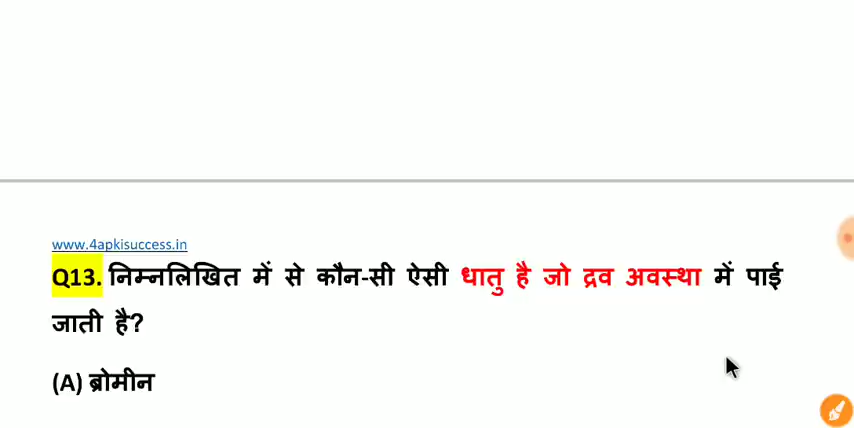 www.4apkisuccess.in
Q13. निम्नलिखित में से कौन-सी ऐसी धातु है जो द्रव अवस्था में पाई
जाती है?
(A) ब्रोमीन